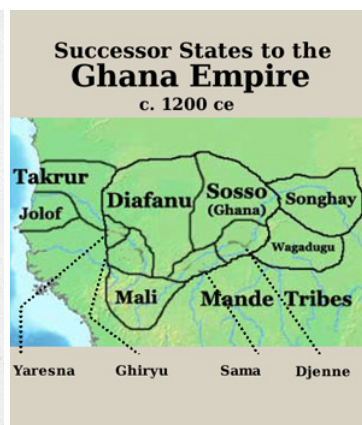 Successor States to the
Ghana Empire
c. 1200 ce
Takrur
Jolof
Diafanu
Sosso
(Ghana)
Songhay
Wagadugu
Mali
Mande Tribes
Yaresna
Ghiryu
Sama
Djenne